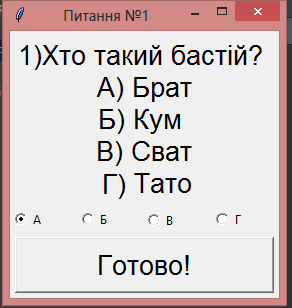 Питання №1
1)Хто такий бастій?
А) Брат
Б) Кум
В) Сват
Г) Тато
А Б В Г
Готово!